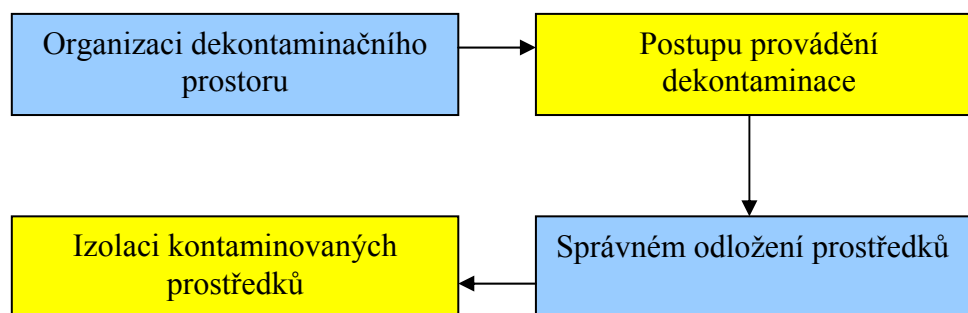 Organizaci dekontaminačního
prostoru
Postupu provádění
dekontaminace
Správném odložení prostředků
Izolaci kontaminovaných
prostředků